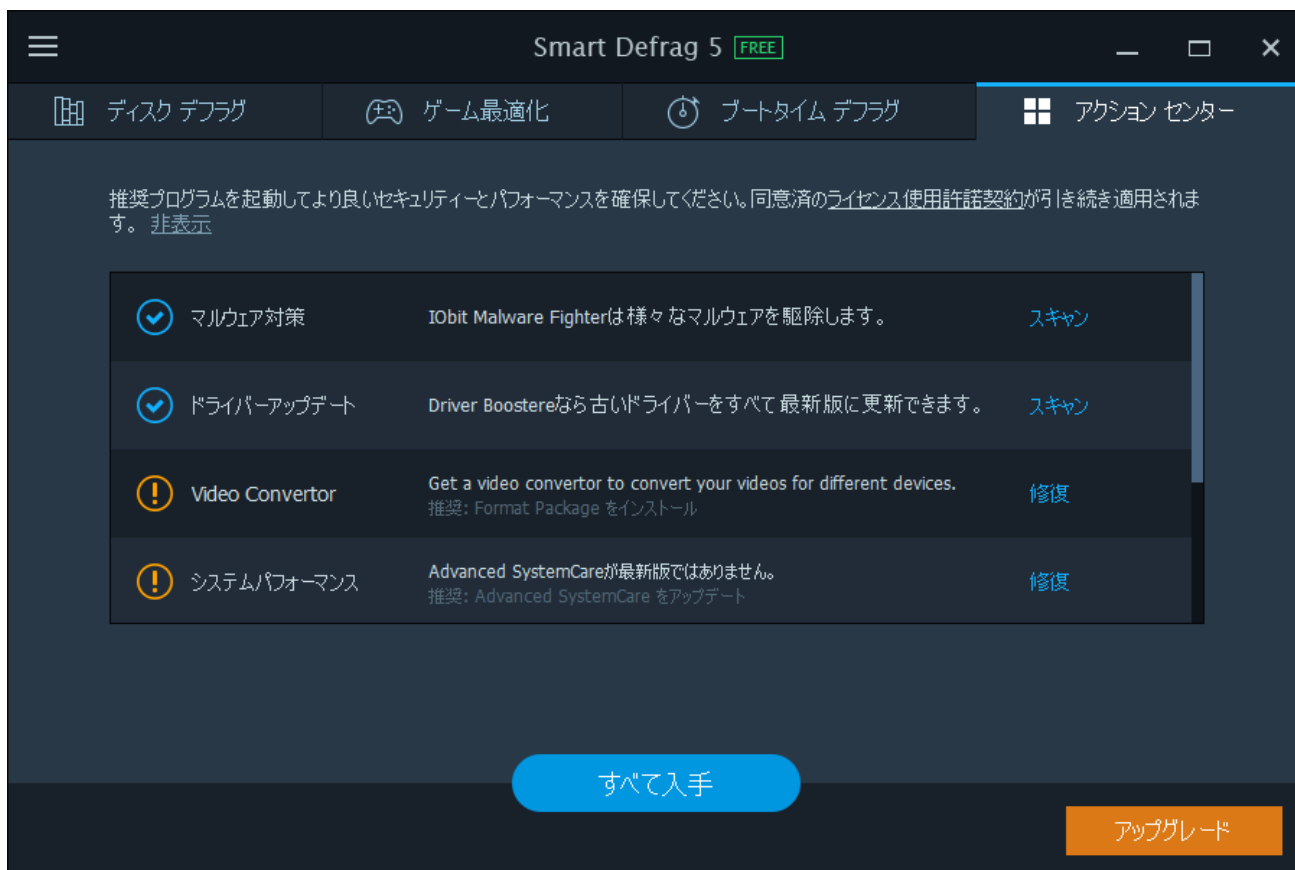 Smart Defrag 5 FREE
ディスク デフラグ
ゲーム最適化
ブートタイム デフラグ
アクション センター
推奨プログラムを起動してより良いセキュリティーとパフォーマンスを確保してください。同意済のライセンス使用許諾契約が引き続き適用されま
す。 非表示
マルウェア対策 IObit Malware Fighterは様々なマルウェアを駆除します。 スキャン
ドライバーアップデート Driver Boostereなら古いドライバーをすべて最新版に更新できます。 スキャン
Video Convertor Get a video convertor to convert your videos for different devices. 修復
推奨: Format Package をインストール
システムパフォーマンス Advanced SystemCareが最新版ではありません。 修復
推奨: Advanced SystemCare をアップデート
すべて入手
アップグレード